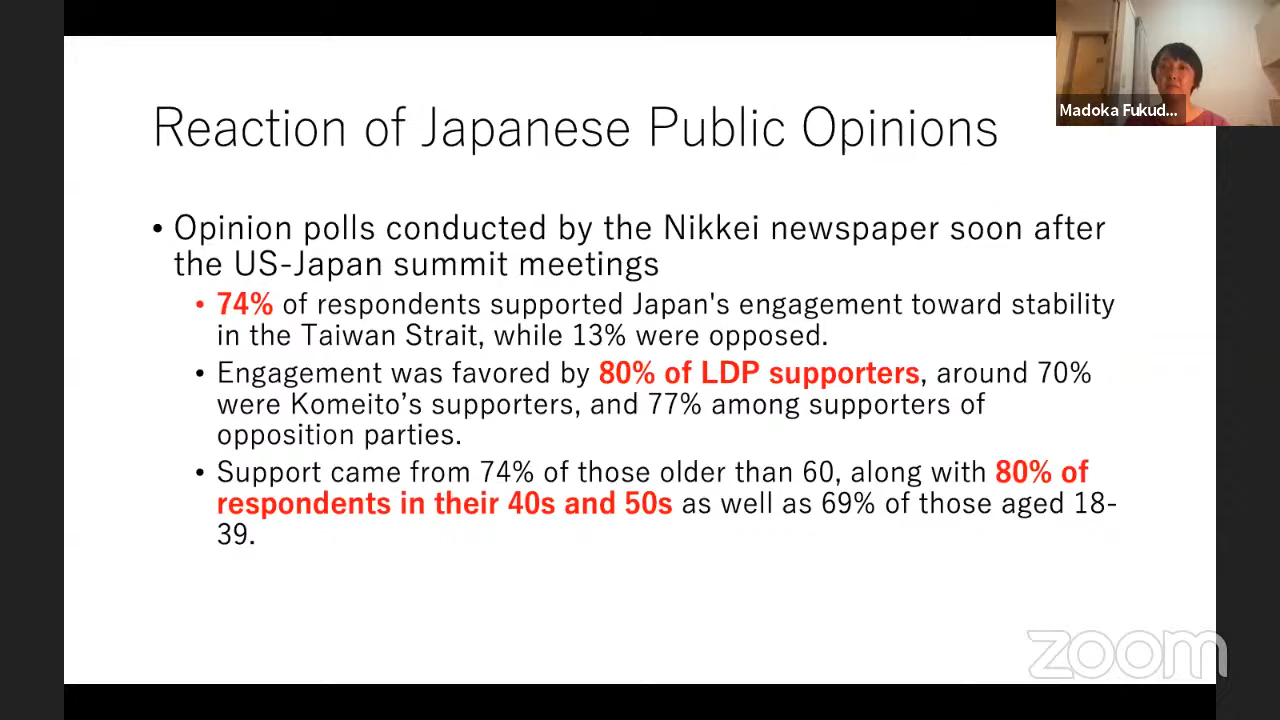 Reaction of Japanese Public Opinions
Madoka Fukud...
• Opinion polls conducted by the Nikkei newspaper soon after
the US-Japan summit meetings
• 74% of respondents supported Japan's engagement toward stability
in the Taiwan Strait, while 13% were opposed.
• Engagement was favored by 80% of LDP supporters, around 70%
were Komeito’s supporters, and 77% among supporters of
opposition parties.
• Support came from 74% of those older than 60, along with 80% of
respondents in their 40s and 50s as well as 69% of those aged 18-
39.
zoom